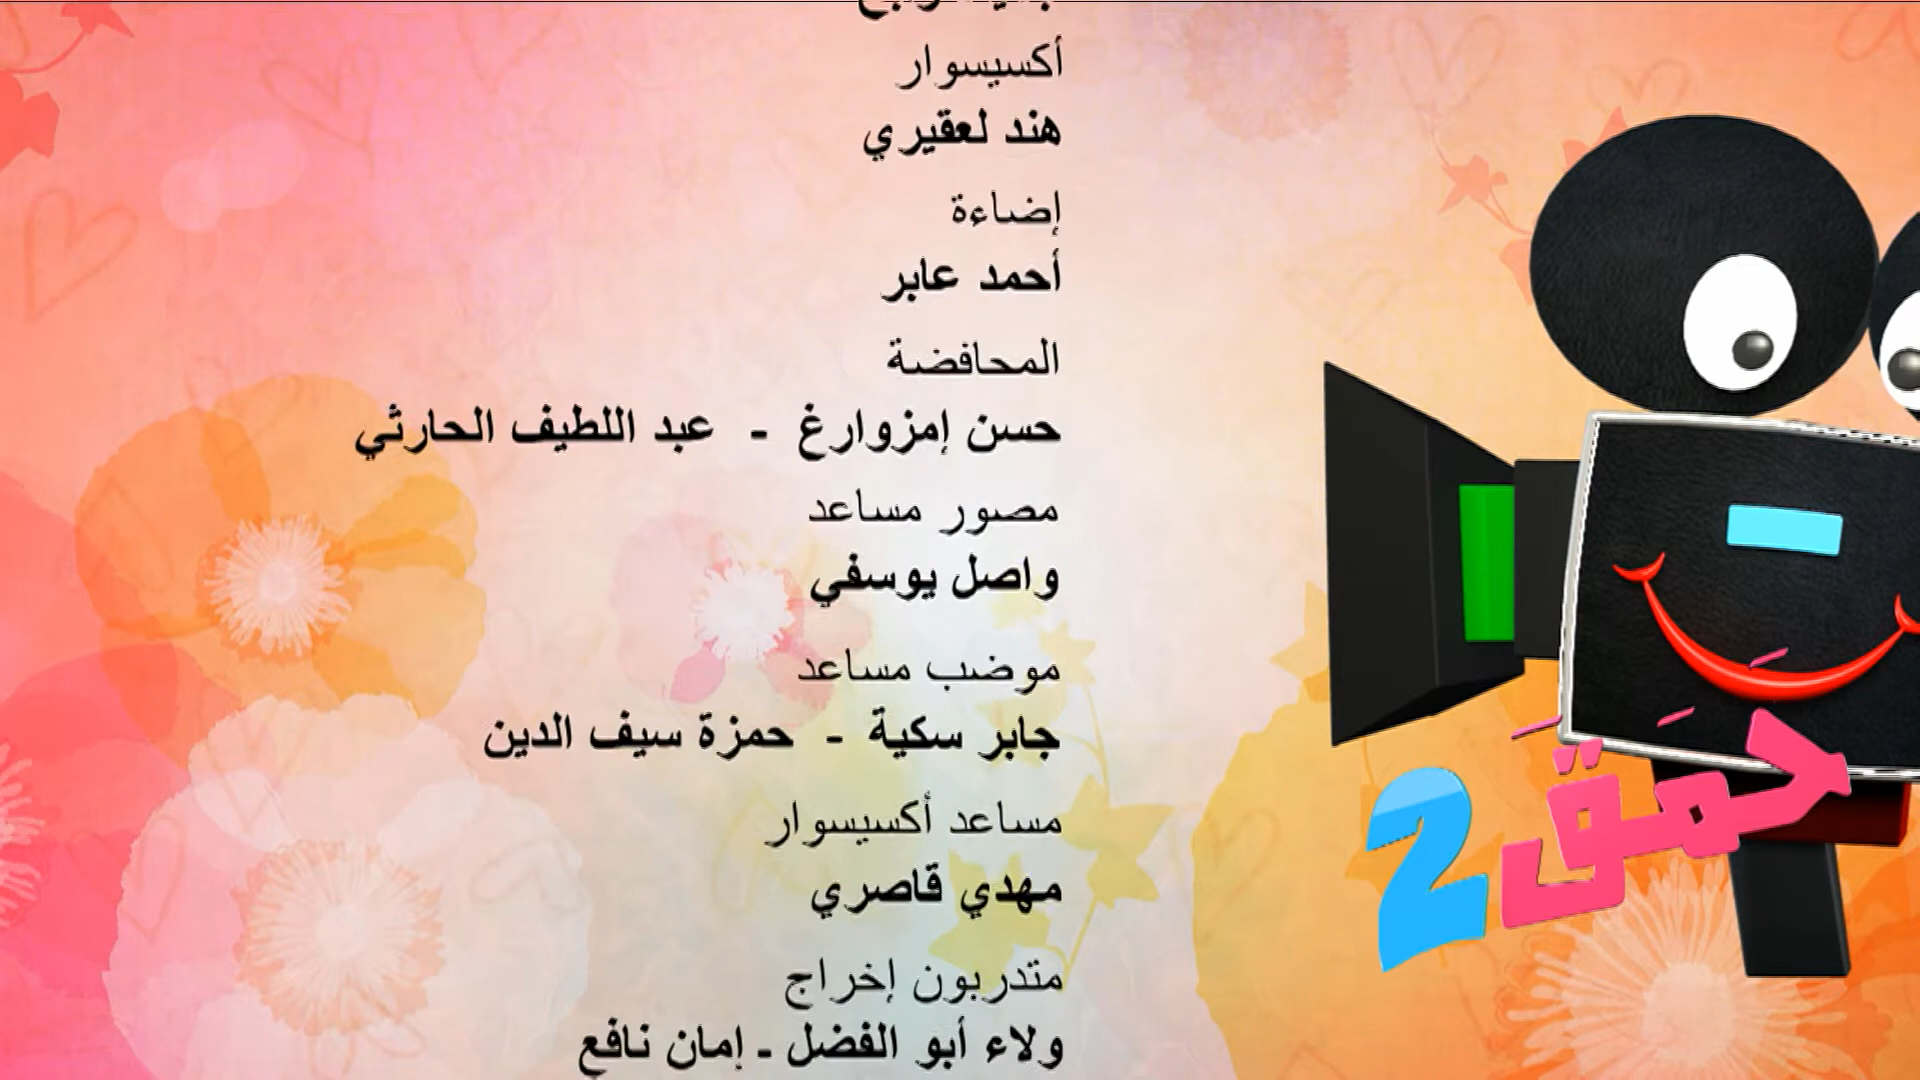 أكسيسوار
هند لعقيري
إضاءة
أحمد عابر
المحافضة
حسن إمزوارغ - عبد اللطيف الحارثي
مصور مساعد
واصل يوسفي
موضب مساعد
جابر سكية - حمزة سيف الدين
مساعد أكسيسوار
مهدي قاصري
متدربون إخراج
ولاء أبو الفضل - إمان نافع
حَمَقَّ 2